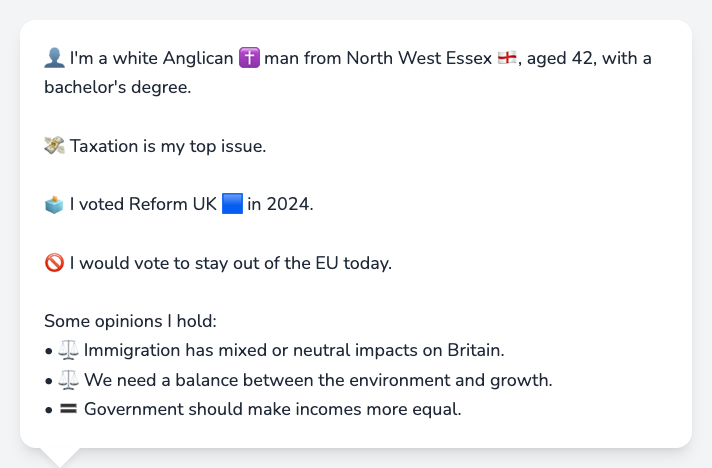 👤 I'm a white Anglican ✝️ man from North West Essex 🏴󠁧󠁢󠁥󠁮󠁧󠁿, aged 42, with a
bachelor's degree.
💸 Taxation is my top issue.
🗳️ I voted Reform UK 🟦 in 2024.
🚫 I would vote to stay out of the EU today.
Some opinions I hold:
• ⚖️ Immigration has mixed or neutral impacts on Britain.
• ⚖️ We need a balance between the environment and growth.
• 🟰 Government should make incomes more equal.